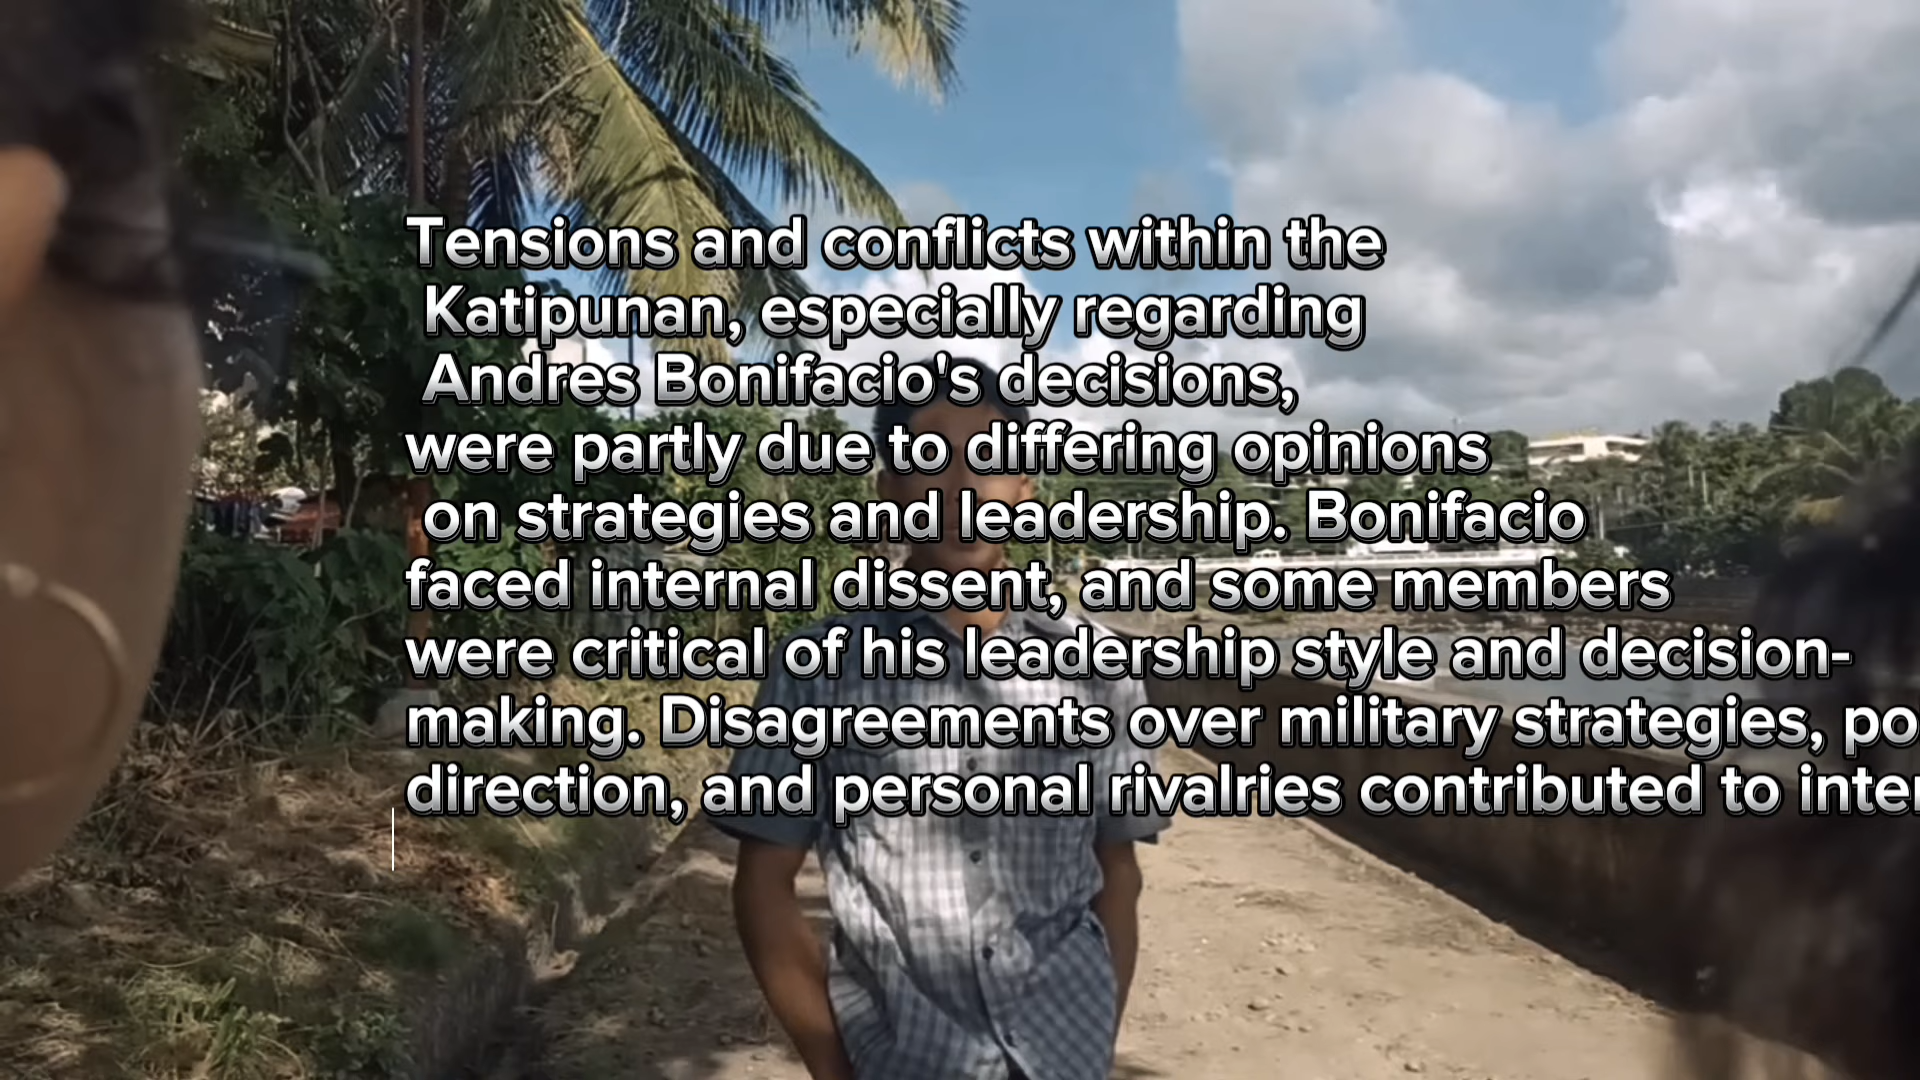 Tensions and conflicts within the
Katipunan, especially regarding
Andres Bonifacio's decisions,
were partly due to differing opinions
on strategies and leadership. Bonifacio
faced internal dissent, and some members
were critical of his leadership style and decision-
making. Disagreements over military strategies,
direction, and personal rivalries contributed to